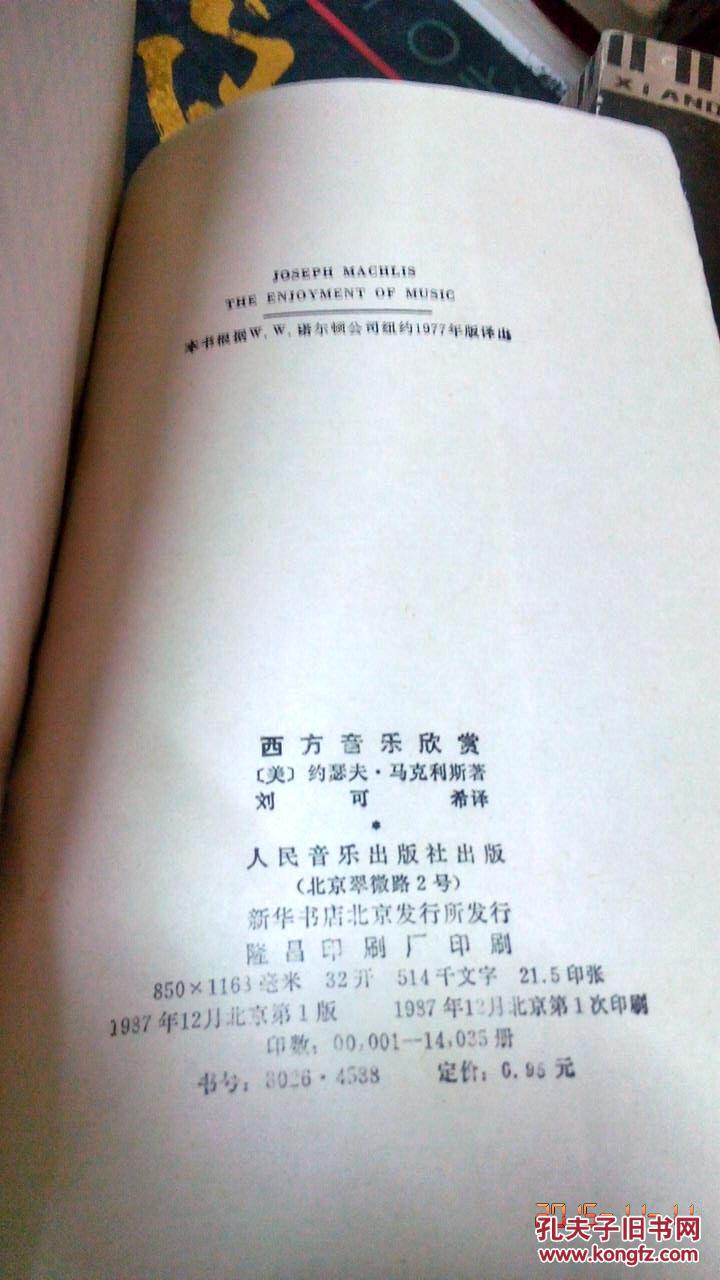 XIAND
JOSEPH MACHLIS
THE ENJOYMENT OF MUSIC
本书根据W．W．诺尔顿公司纽约1977年版译出
西方音乐欣赏
〔美〕约瑟夫·马克利斯著
刘可希译
*
人民音乐出版社出版
（北京翠微路2号）
新华书店北京发行所发行
隆昌印刷厂印刷
850×1168毫米 32开 514千文字 21.5印张
1987年12月北京第1版 1987年12月北京第1次印刷
印数：00,001—14,035册
书号：8026·4538 定价：6.95元
2015-11-11
孔夫子旧书网
www.kongfz.com